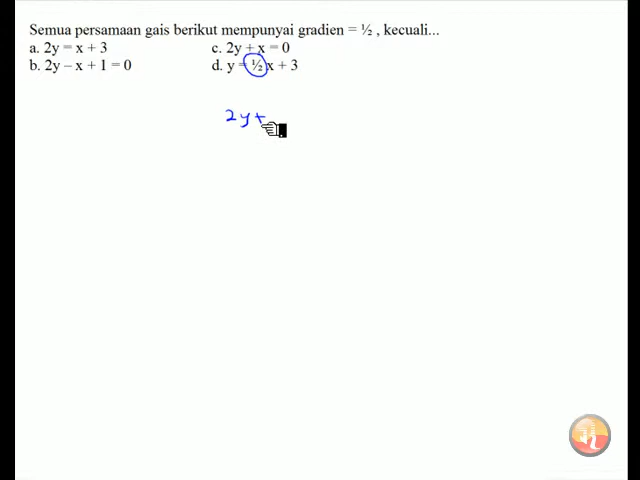 Semua persamaan gais berikut mempunyai gradien = ½ , kecuali...
a. 2y = x + 3 c. 2y + x = 0
b. 2y – x + 1 = 0 d. y = ½ x + 3
2y+